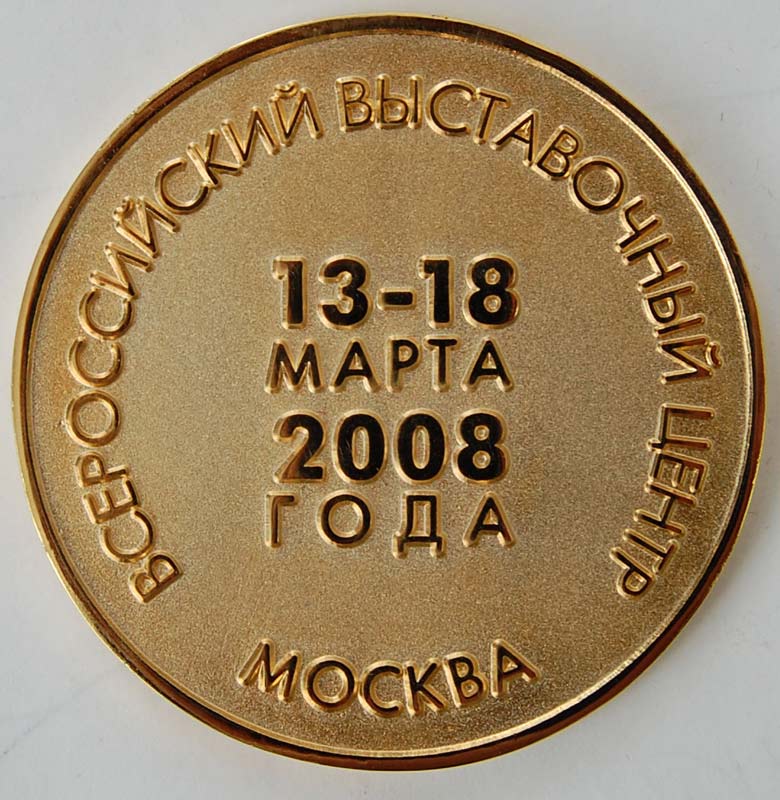 ВСЕРОССИЙСКИЙ ВЫСТАВОЧНЫЙ ЦЕНТР
13-18
МАРТА
2008
ГОДА
МОСКВА